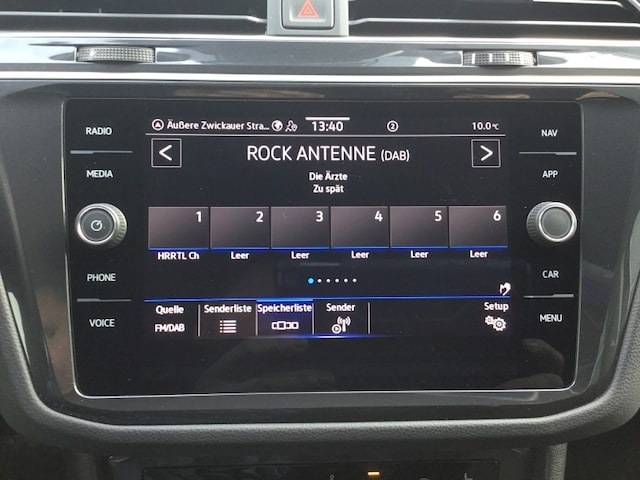 RADIO
MEDIA
PHONE
VOICE
Äußere Zwickauer Stra... 13:40 2 10.0 °C
ROCK ANTENNE (DAB)
Die Ärzte
Zu spät
1 2 3 4 5 6
HRRTL Ch Leer Leer Leer Leer Leer
Quelle Senderliste Speicherliste Sender Setup
FM/DAB
NAV
APP
CAR
MENU